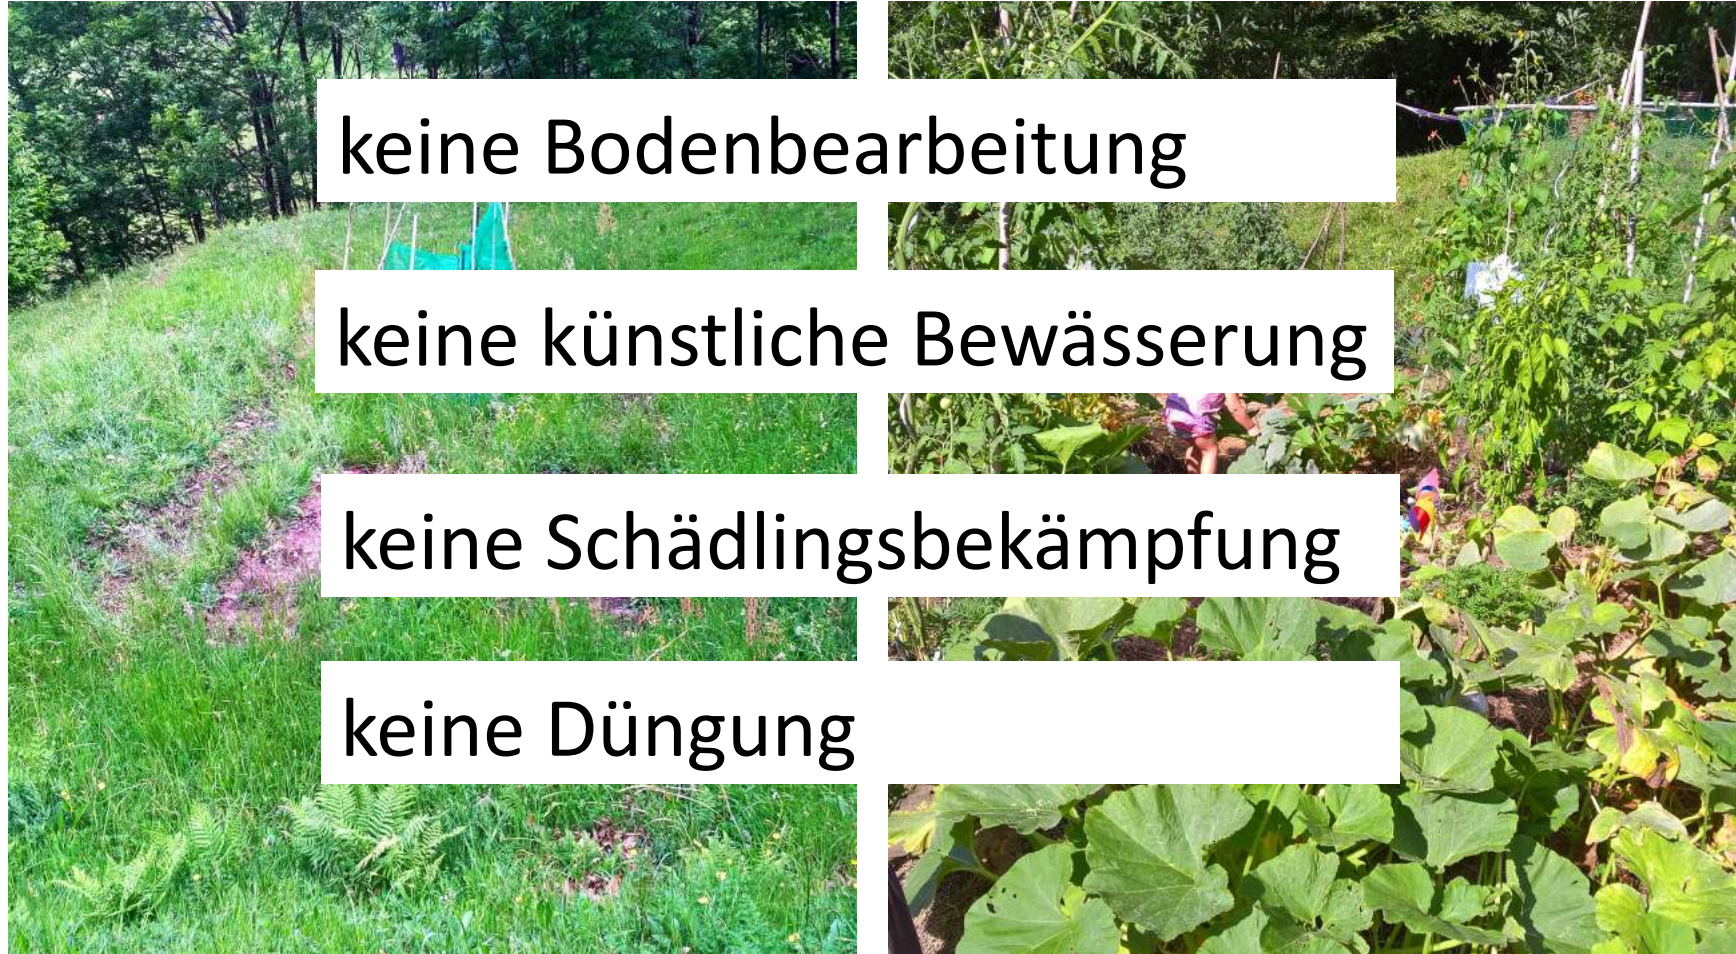 keine Bodenbearbeitung
keine künstliche Bewässerung
keine Schädlingsbekämpfung
keine Düngung